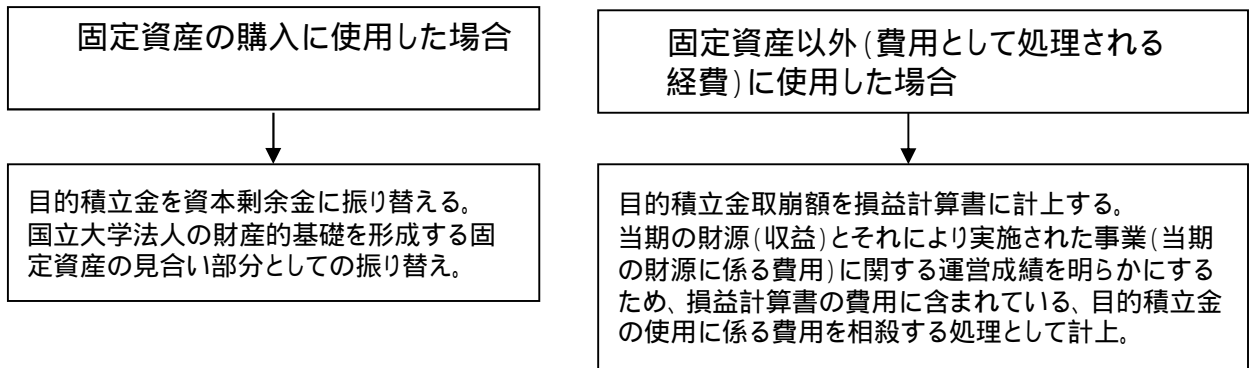 固定資産の購入に使用した場合
目的積立金を資本剰余金に振り替える。
国立大学法人の財産的基礎を形成する固
定資産の見合い部分としての振り替え。
固定資産以外(費用として処理される
経費)に使用した場合
目的積立金取崩額を損益計算書に計上する。
当期の財源(収益)とそれにより実施された事業(当期
の財源に係る費用)に関する運営成績を明らかにする
ため、損益計算書の費用に含まれている、目的積立金
の使用に係る費用を相殺する処理として計上。